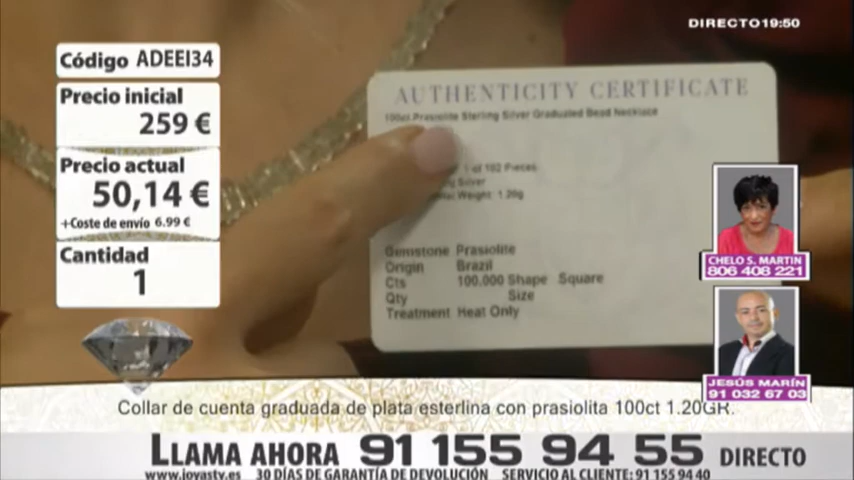 DIRECTO 19:50
Código ADEEI34
Precio inicial
259 €
Precio actual
50,14 €
+Coste de envío 6.99 €
Cantidad
1
AUTHENTICITY CERTIFICATE
100ct Prasiolite Sterling Silver Graduated Bead Necklace
1 of 102 Pieces
Silver
Weight: 1.20g
Gemstone Prasiolite
Origin Brazil
Cts 100.000 Shape Square
Qty Size
Treatment Heat Only
CHELO S. MARTIN
806 408 221
JESÚS MARÍN
91 032 67 03
Collar de cuenta graduada de plata esterlina con prasiolita 100ct 1.20GR.
LLAMA AHORA 91 155 94 55 DIRECTO
www.joyastv.es 30 DÍAS DE GARANTÍA DE DEVOLUCIÓN SERVICIO AL CLIENTE: 91 155 94 40